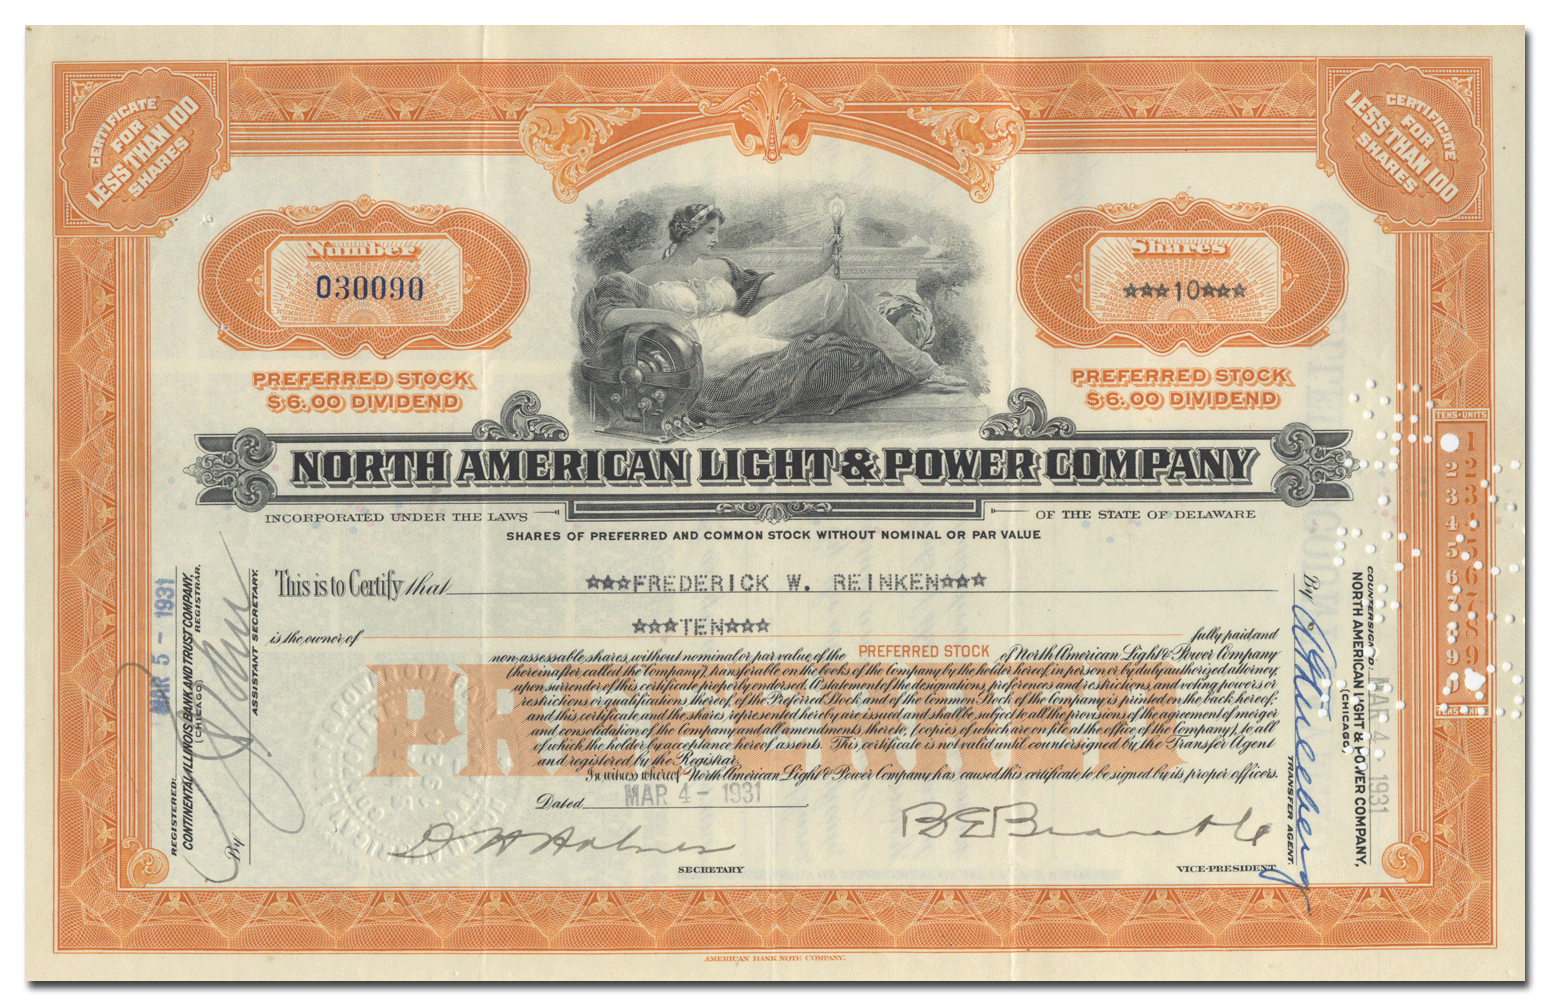 CERTIFICATE
FOR
LESS THAN 100
SHARES
CERTIFICATE
FOR
LESS THAN 100
SHARES
Number
030090
Shares
***10***
PREFERRED STOCK
$6.00 DIVIDEND
PREFERRED STOCK
$6.00 DIVIDEND
NORTH AMERICAN LIGHT & POWER COMPANY
INCORPORATED UNDER THE LAWS OF THE STATE OF DELAWARE
SHARES OF PREFERRED AND COMMON STOCK WITHOUT NOMINAL OR PAR VALUE
This is to Certify that ***FREDERICK W. REINKEN***
is the owner of ***TEN*** fully paid and
non-assessable shares, without nominal or par value of the PREFERRED STOCK of North American Light & Power Company
(hereinafter called the Company), transferable on the books of the Company by the holder hereof, in person or by duly authorized attorney,
upon surrender of this certificate properly endorsed. A statement of the designations, preferences and restrictions, and voting powers or
restrictions or qualifications thereof, of the Preferred Stock and of the Common Stock of the Company is printed on the back hereof;
and this certificate and the shares represented hereby are issued and shall be subject to all the provisions of the agreement of merger
and consolidation of the Company and all amendments thereto, (copies of which are on file at the office of the Company), to all
of which the holder by acceptance hereof assents. This certificate is not valid until countersigned by the Transfer Agent
and registered by the Registrar.
In witness whereof North American Light & Power Company has caused this certificate to be signed by its proper officers.
Dated MAR 4 - 1931
B E Bramble
SECRETARY
VICE-PRESIDENT
REGISTERED:
CONTINENTAL ILLINOIS BANK AND TRUST COMPANY,
(CHICAGO) REGISTRAR.
MAR 5 - 1931
By
ASSISTANT SECRETARY.
COUNTERSIGNED:
MAR 4 1931
NORTH AMERICAN LIGHT & POWER COMPANY,
(CHICAGO)
By
TRANSFER AGENT.
TENS UNITS
1
2 2
3 3
4 4
5 5
6 6
7 7
8 8
9 9
AMERICAN BANK NOTE COMPANY.